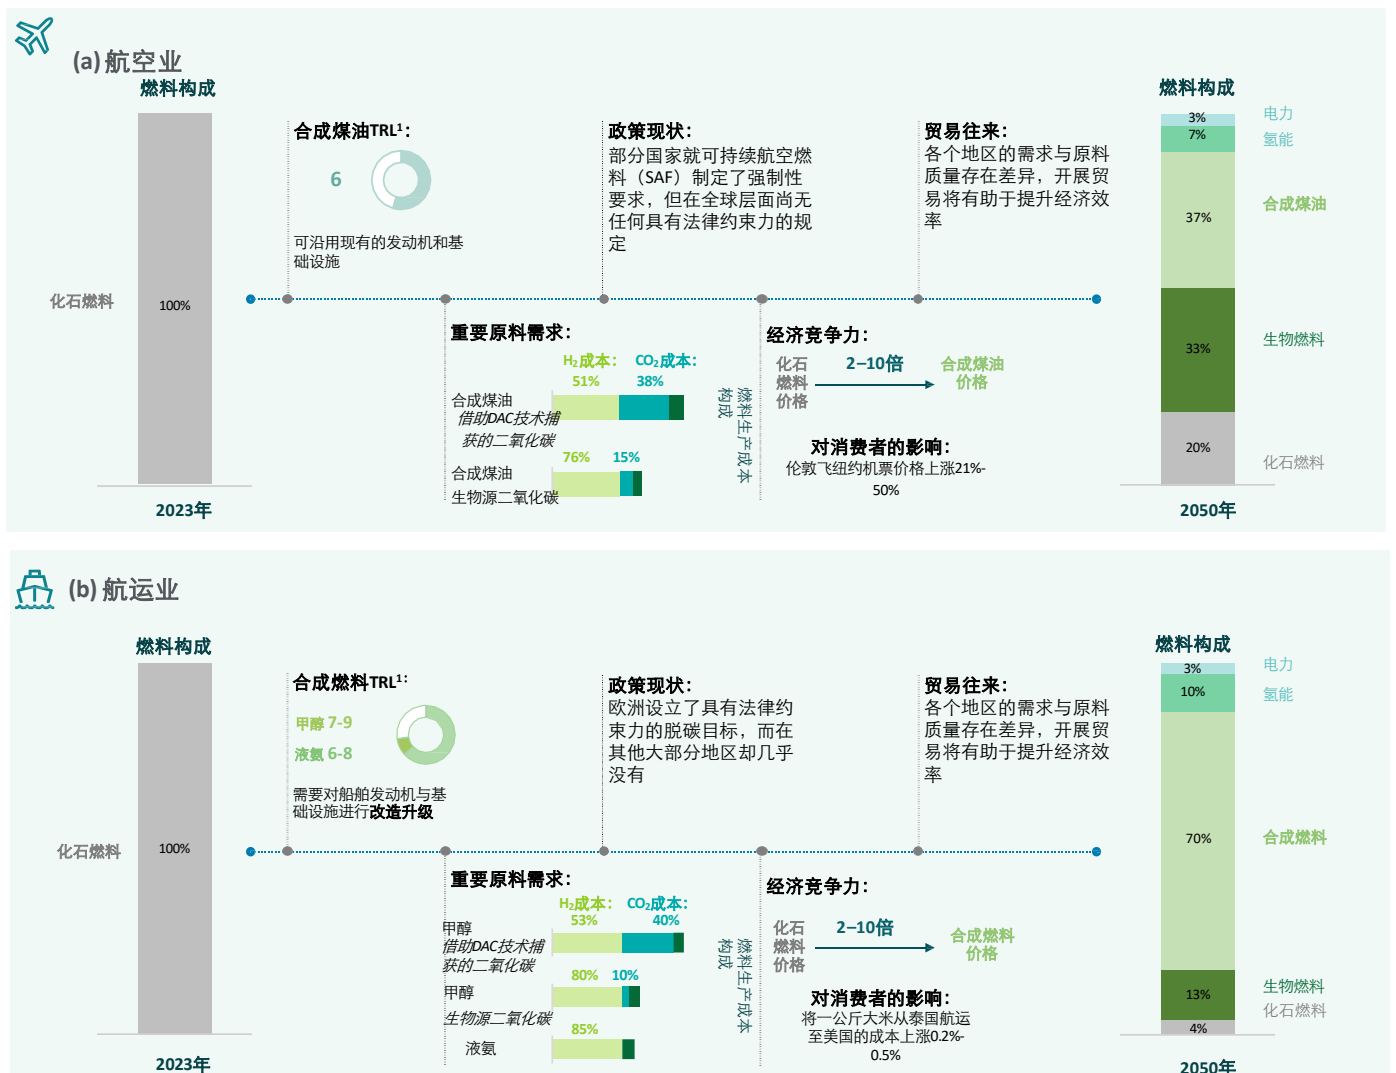 (a) 航空业
燃料构成
100%
化石燃料
2023年
合成煤油TRL¹：
6
可沿用现有的发动机和基
础设施
政策现状：
部分国家就可持续航空燃
料（SAF）制定了强制性
要求，但在全球层面尚无
任何具有法律约束力的规
定
贸易往来：
各个地区的需求与原料
质量存在差异，开展贸
易将有助于提升经济效
率
重要原料需求：
H₂成本： CO₂成本：
51% 38%
合成煤油
借助DAC技术捕
获的二氧化碳
76% 15%
合成煤油
生物源二氧化碳
燃料生产成本
构成
经济竞争力：
化石
燃料
价格
2–10倍
合成煤油
价格
对消费者的影响：
伦敦飞纽约机票价格上涨21%-
50%
燃料构成
3% 电力
7% 氢能
37% 合成煤油
33% 生物燃料
20% 化石燃料
2050年
(b) 航运业
燃料构成
100%
化石燃料
2023年
合成燃料TRL¹：
甲醇 7-9
液氨 6-8
需要对船舶发动机与基
础设施进行改造升级
政策现状：
欧洲设立了具有法律约
束力的脱碳目标，而在
其他大部分地区却几乎
没有
贸易往来：
各个地区的需求与原料
质量存在差异，开展贸
易将有助于提升经济效
率
重要原料需求：
H₂成本： CO₂成本：
53% 40%
甲醇
借助DAC技术捕
获的二氧化碳
80% 10%
甲醇
生物源二氧化碳
85%
液氨
燃料生产成本
构成
经济竞争力：
化石
燃料
价格
2–10倍
合成燃料
价格
对消费者的影响：
将一公斤大米从泰国航运
至美国的成本上涨0.2%-
0.5%
燃料构成
3% 电力
10% 氢能
70% 合成燃料
13% 生物燃料
化石燃料
4%
2050年